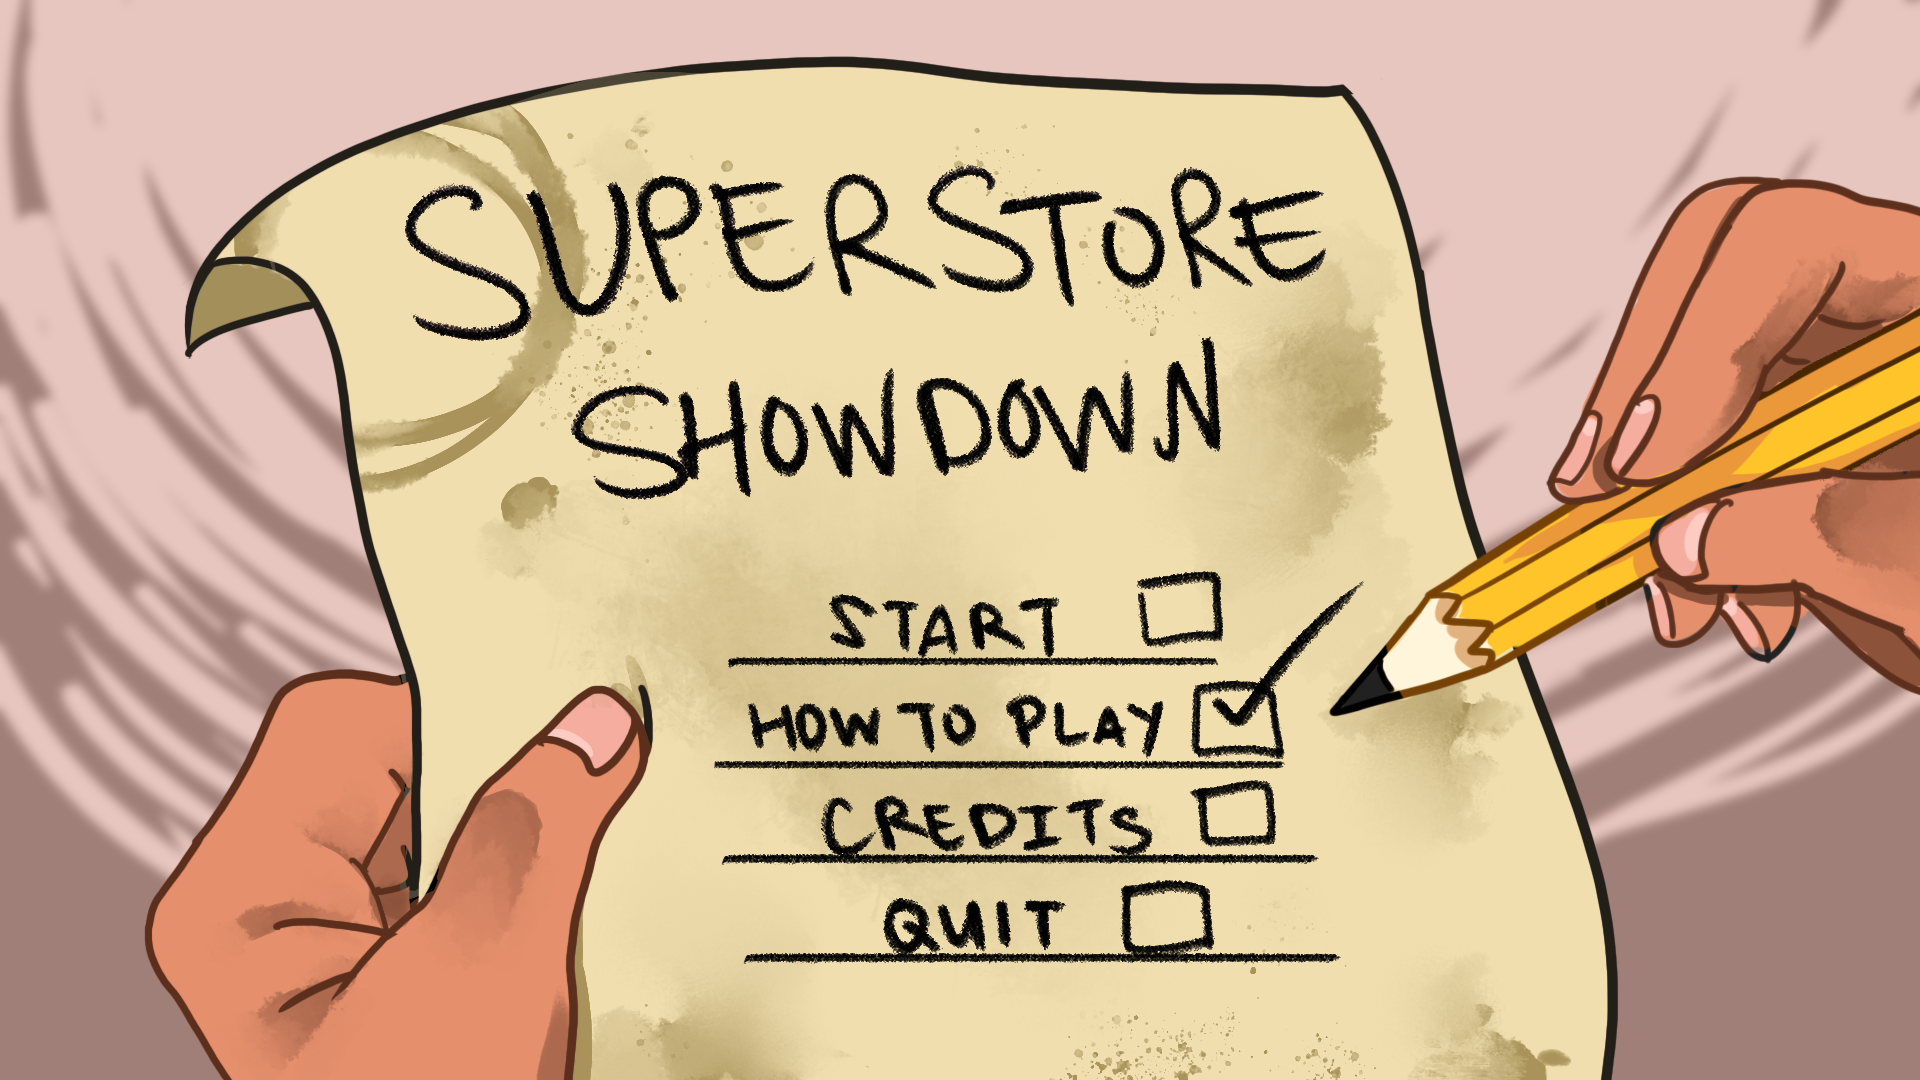 SUPERSTORE
SHOWDOWN
START
HOW TO PLAY
CREDITS
QUIT